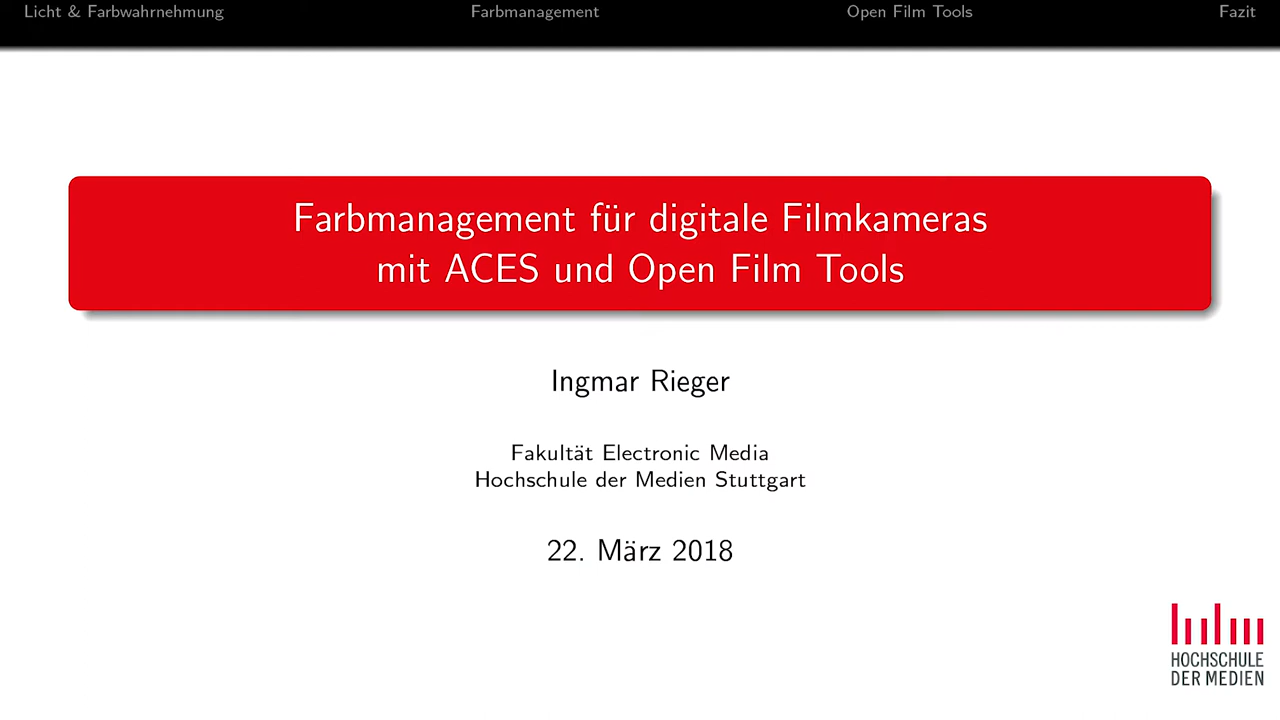 Licht & Farbwahrnehmung Farbmanagement Open Film Tools Fazit
Farbmanagement für digitale Filmkameras
mit ACES und Open Film Tools
Ingmar Rieger
Fakultät Electronic Media
Hochschule der Medien Stuttgart
22. März 2018
HOCHSCHULE
DER MEDIEN